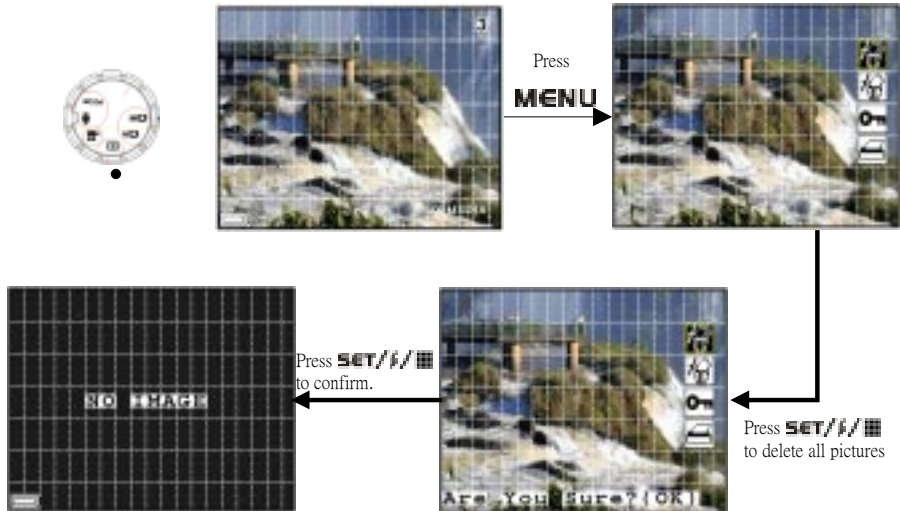 Press
MENU
Press SET/ / to delete all pictures
Are You Sure?[OK]
Press SET/ / to confirm.
NO IMAGE